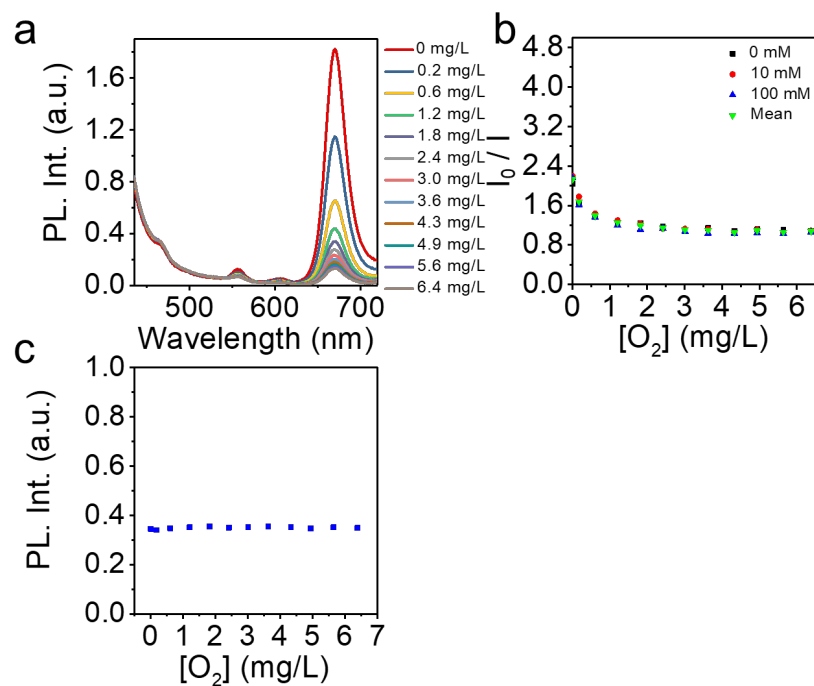 a
PL. Int. (a.u.)
1.6
1.2
0.8
0.4
0.0
500
600
700
Wavelength (nm)
0 mg/L
0.2 mg/L
0.6 mg/L
1.2 mg/L
1.8 mg/L
2.4 mg/L
3.0 mg/L
3.6 mg/L
4.3 mg/L
4.9 mg/L
5.6 mg/L
6.4 mg/L
b
I₀ / I
4.8
4.0
3.2
2.4
1.6
0.8
0.0
0 1 2 3 4 5 6
[O₂] (mg/L)
0 mM
10 mM
100 mM
Mean
c
PL. Int. (a.u.)
1.0
0.8
0.6
0.4
0.2
0.0
0 1 2 3 4 5 6 7
[O₂] (mg/L)